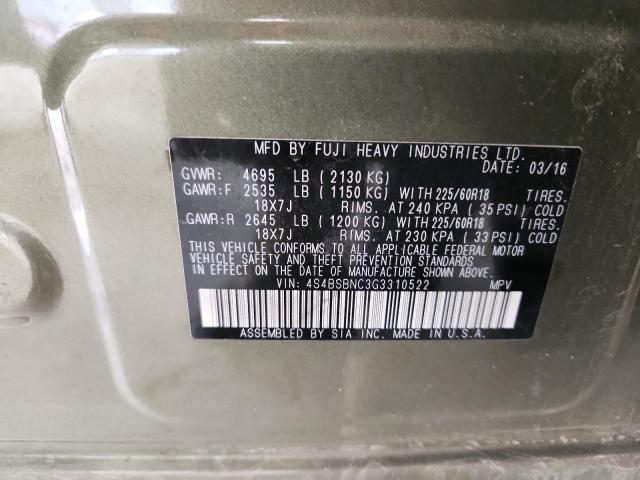 MFD BY FUJI HEAVY INDUSTRIES LTD.
DATE: 03/16
GVWR: 4695 LB ( 2130 KG)
GAWR:F 2535 LB ( 1150 KG) WITH 225/60R18 TIRES.
18X7J RIMS. AT 240 KPA ( 35 PSI) COLD
GAWR:R 2645 LB ( 1200 KG) WITH 225/60R18 TIRES.
18X7J RIMS. AT 230 KPA ( 33 PSI) COLD
THIS VEHICLE CONFORMS TO ALL APPLICABLE FEDERAL MOTOR
VEHICLE SAFETY AND THEFT PREVENTION STANDARDS
IN EFFECT ON THE DATE OF MANUFACTURE SHOWN ABOVE.
VIN: 4S4BSBNC3G3310522 MPV
ASSEMBLED BY SIA INC. MADE IN U.S.A.